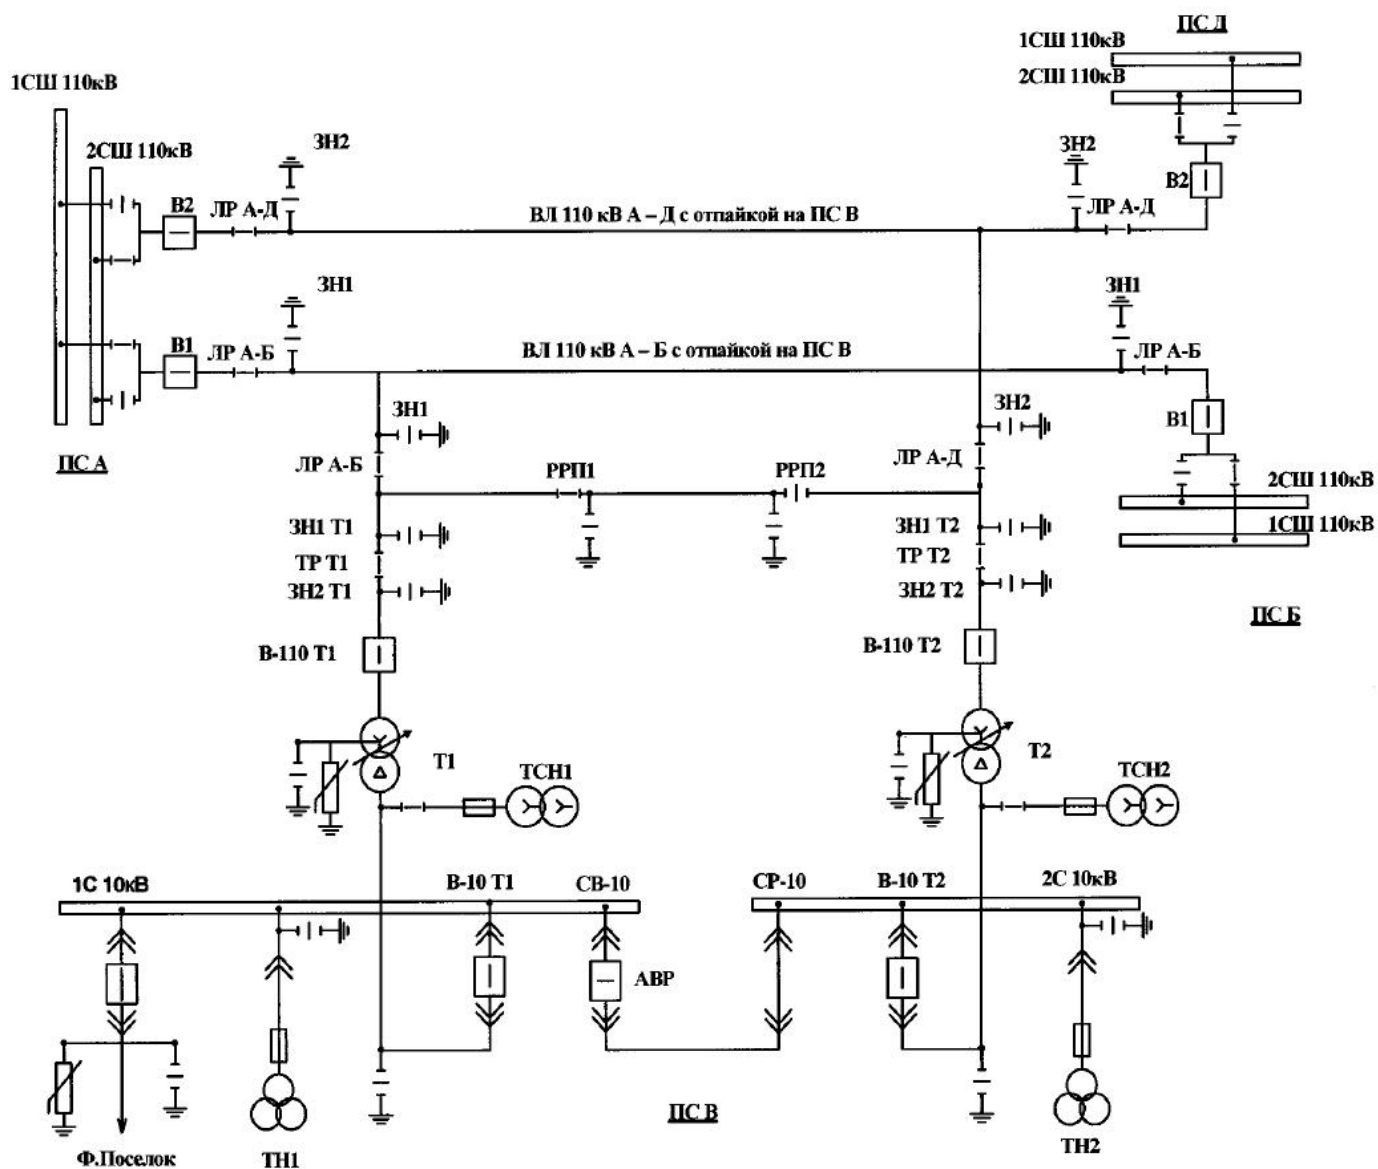 ПС Д
1СШ 110кВ
2СШ 110кВ
1СШ 110кВ
2СШ 110кВ
ЗН2
ЗН2
В2
В2
ЛР А-Д
ВЛ 110 кВ А – Д с отпайкой на ПС В
ЛР А-Д
ЗН1
ЗН1
В1
ЛР А-Б
ВЛ 110 кВ А – Б с отпайкой на ПС В
ЛР А-Б
ЗН1
ЗН2
В1
ПС А
ЛР А-Б
РРП1
РРП2
ЛР А-Д
2СШ 110кВ
1СШ 110кВ
ЗН1 Т1
ЗН1 Т2
ТР Т1
ТР Т2
ЗН2 Т1
ЗН2 Т2
ПС Б
В-110 Т1
В-110 Т2
Т1
Т2
ТСН1
ТСН2
1С 10кВ
В-10 Т1
СВ-10
СР-10
В-10 Т2
2С 10кВ
АВР
ПС В
Ф.Поселок
ТН1
ТН2